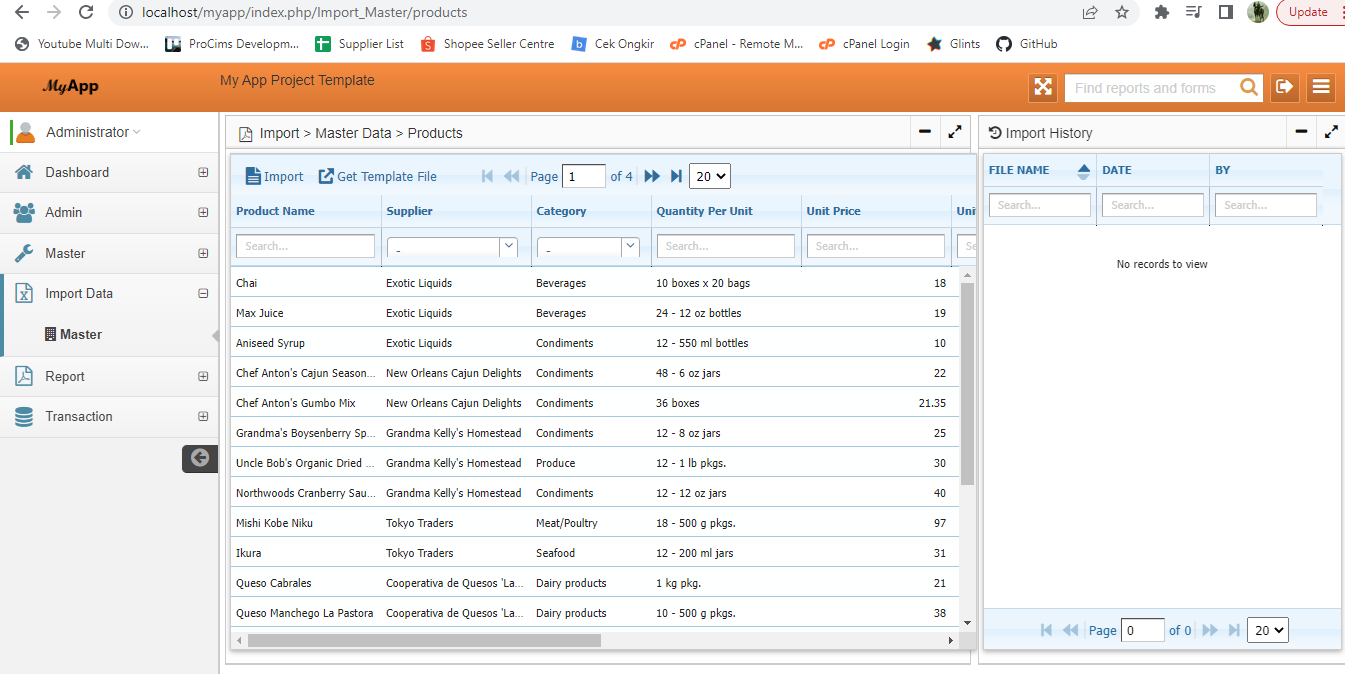 localhost/myapp/index.php/Import_Master/products
Update
Youtube Multi Dow...
ProCims Developm...
Supplier List
Shopee Seller Centre
Cek Ongkir
cPanel - Remote M...
cPanel Login
Glints
GitHub
MyApp
My App Project Template
Find reports and forms
Administrator
Dashboard
Admin
Master
Import Data
Master
Report
Transaction
Import > Master Data > Products
Import Get Template File Page 1 of 4 20
Product Name Supplier Category Quantity Per Unit Unit Price Uni
Search... - - Search... Search... Se
Chai Exotic Liquids Beverages 10 boxes x 20 bags 18
Max Juice Exotic Liquids Beverages 24 - 12 oz bottles 19
Aniseed Syrup Exotic Liquids Condiments 12 - 550 ml bottles 10
Chef Anton's Cajun Season... New Orleans Cajun Delights Condiments 48 - 6 oz jars 22
Chef Anton's Gumbo Mix New Orleans Cajun Delights Condiments 36 boxes 21.35
Grandma's Boysenberry Sp... Grandma Kelly's Homestead Condiments 12 - 8 oz jars 25
Uncle Bob's Organic Dried ... Grandma Kelly's Homestead Produce 12 - 1 lb pkgs. 30
Northwoods Cranberry Sau... Grandma Kelly's Homestead Condiments 12 - 12 oz jars 40
Mishi Kobe Niku Tokyo Traders Meat/Poultry 18 - 500 g pkgs. 97
Ikura Tokyo Traders Seafood 12 - 200 ml jars 31
Queso Cabrales Cooperativa de Quesos 'La... Dairy products 1 kg pkg. 21
Queso Manchego La Pastora Cooperativa de Quesos 'La... Dairy products 10 - 500 g pkgs. 38
Import History
FILE NAME DATE BY
Search... Search... Search...
No records to view
Page 0 of 0 20